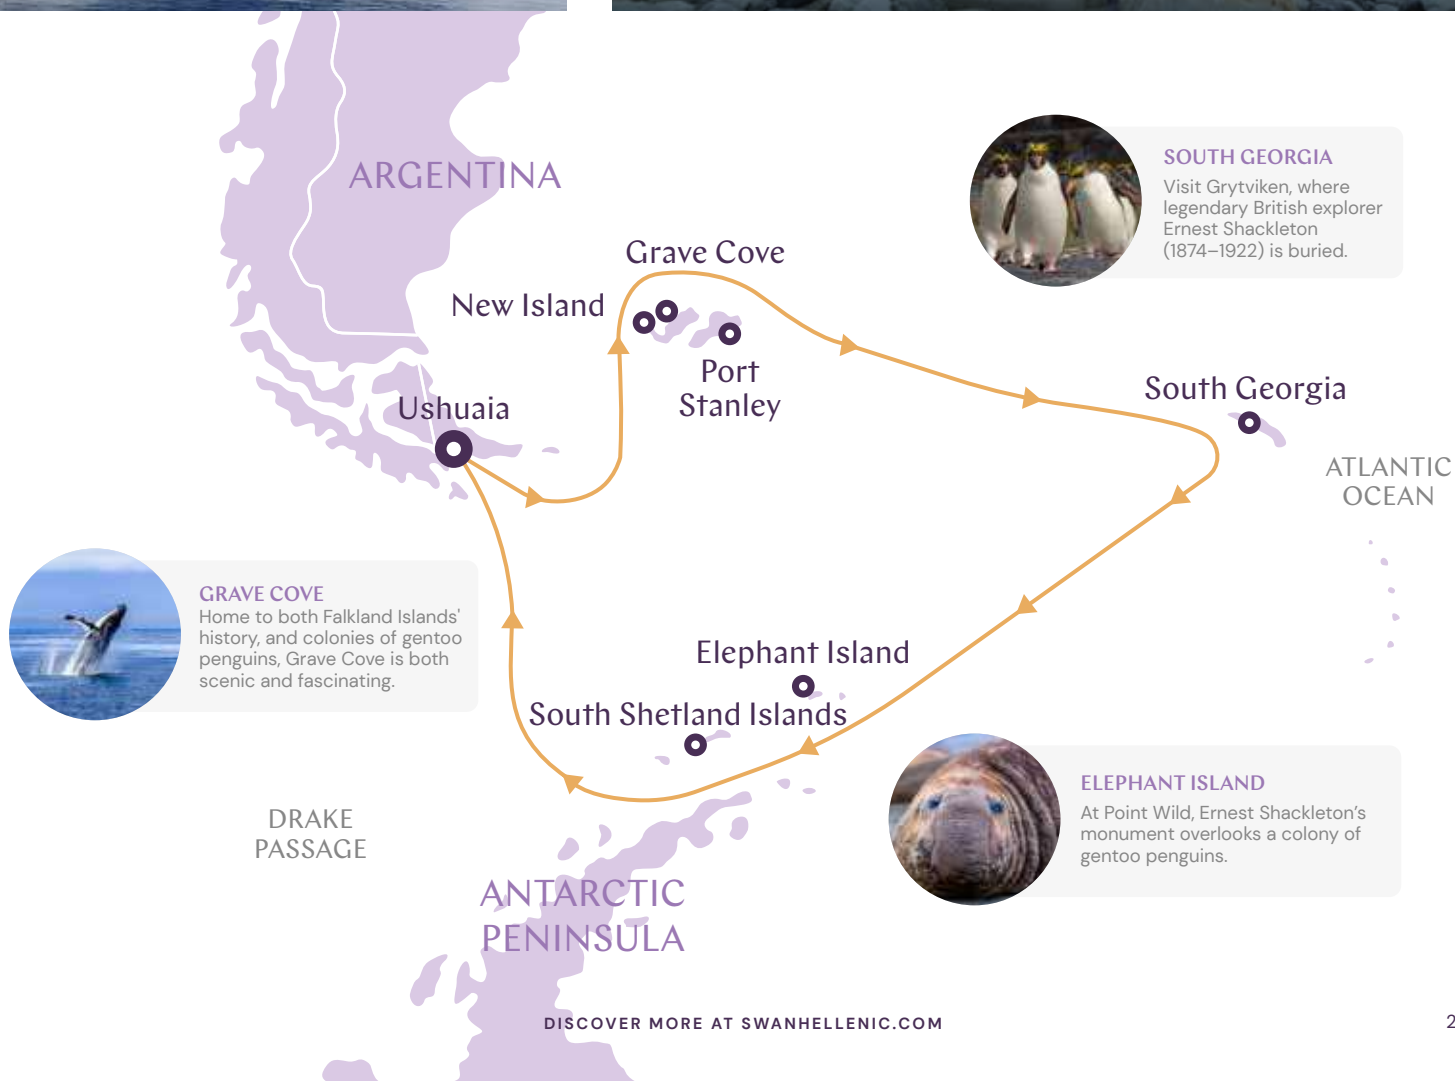 ARGENTINA
SOUTH GEORGIA
Visit Grytviken, where
legendary British explorer
Ernest Shackleton
(1874–1922) is buried.
Grave Cove
New Island
Port
Stanley
Ushuaia
South Georgia
ATLANTIC
OCEAN
GRAVE COVE
Home to both Falkland Islands'
history, and colonies of gentoo
penguins, Grave Cove is both
scenic and fascinating.
Elephant Island
South Shetland Islands
ELEPHANT ISLAND
At Point Wild, Ernest Shackleton’s
monument overlooks a colony of
gentoo penguins.
DRAKE
PASSAGE
ANTARCTIC
PENINSULA
DISCOVER MORE AT SWANHELLENIC.COM
2